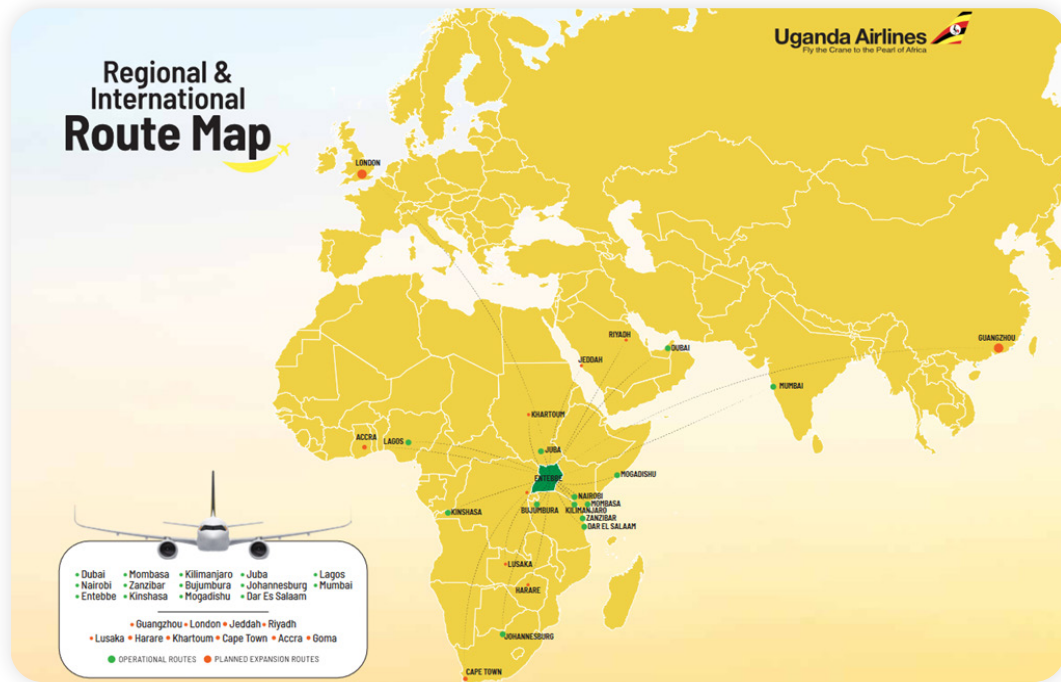 Regional &
International
Route Map
Uganda Airlines
Fly the Crane to the Pearl of Africa
LONDON
RIYADH
DUBAI
JEDDAH
GUANGZHOU
MUMBAI
KHARTOUM
ACCRA
LAGOS
JUBA
ENTEBBE
MOGADISHU
NAIROBI
MOMBASA
BUJUMBURA
KILIMANJARO
KINSHASA
ZANZIBAR
DAR EL SALAAM
LUSAKA
HARARE
JOHANNESBURG
CAPE TOWN
• Dubai • Mombasa • Kilimanjaro • Juba • Lagos
• Nairobi • Zanzibar • Bujumbura • Johannesburg • Mumbai
• Entebbe • Kinshasa • Mogadishu • Dar Es Salaam
• Guangzhou • London • Jeddah • Riyadh
• Lusaka • Harare • Khartoum • Cape Town • Accra • Goma
OPERATIONAL ROUTES PLANNED EXPANSION ROUTES